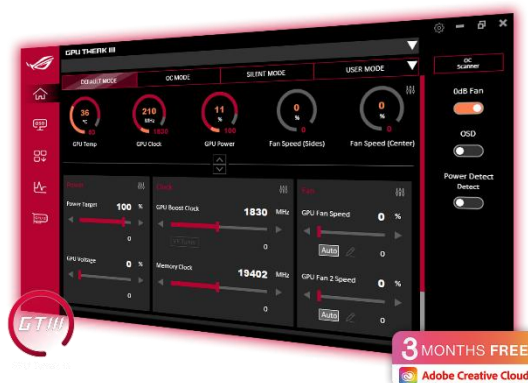 GPU TWEAK III
DEFAULT MODE
OC MODE
SILENT MODE
USER MODE
OC
Scanner
36
°C
210
MHz
1830
11
%
100
0
%
0
0
%
0
GPU Temp
GPU Clock
GPU Power
Fan Speed (Sides)
Fan Speed (Center)
0dB Fan
OSD
Power Detect
Detect
Power
Clock
Fan
Power Target
100 %
0
GPU Voltage
0 %
0
GPU Boost Clock
1830 MHz
0
Memory Clock
19402 MHz
0
GPU Fan Speed
0 %
Auto
0
GPU Fan 2 Speed
0 %
Auto
0
GTIII
3 MONTHS FREE
Adobe Creative Cloud